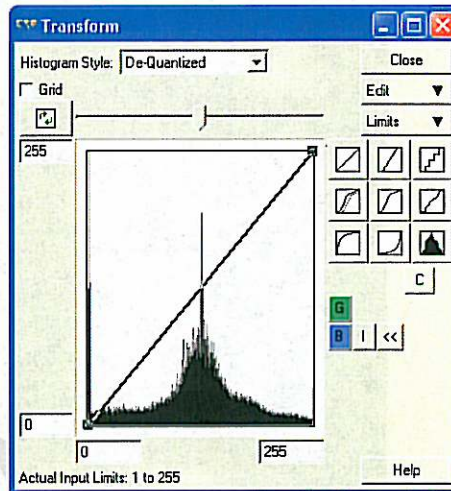 Transform
Histogram Style: De-Quantized
Close
Grid
Edit
Limits
255
C
G
B I <<
0
0 255
Actual Input Limits: 1 to 255
Help